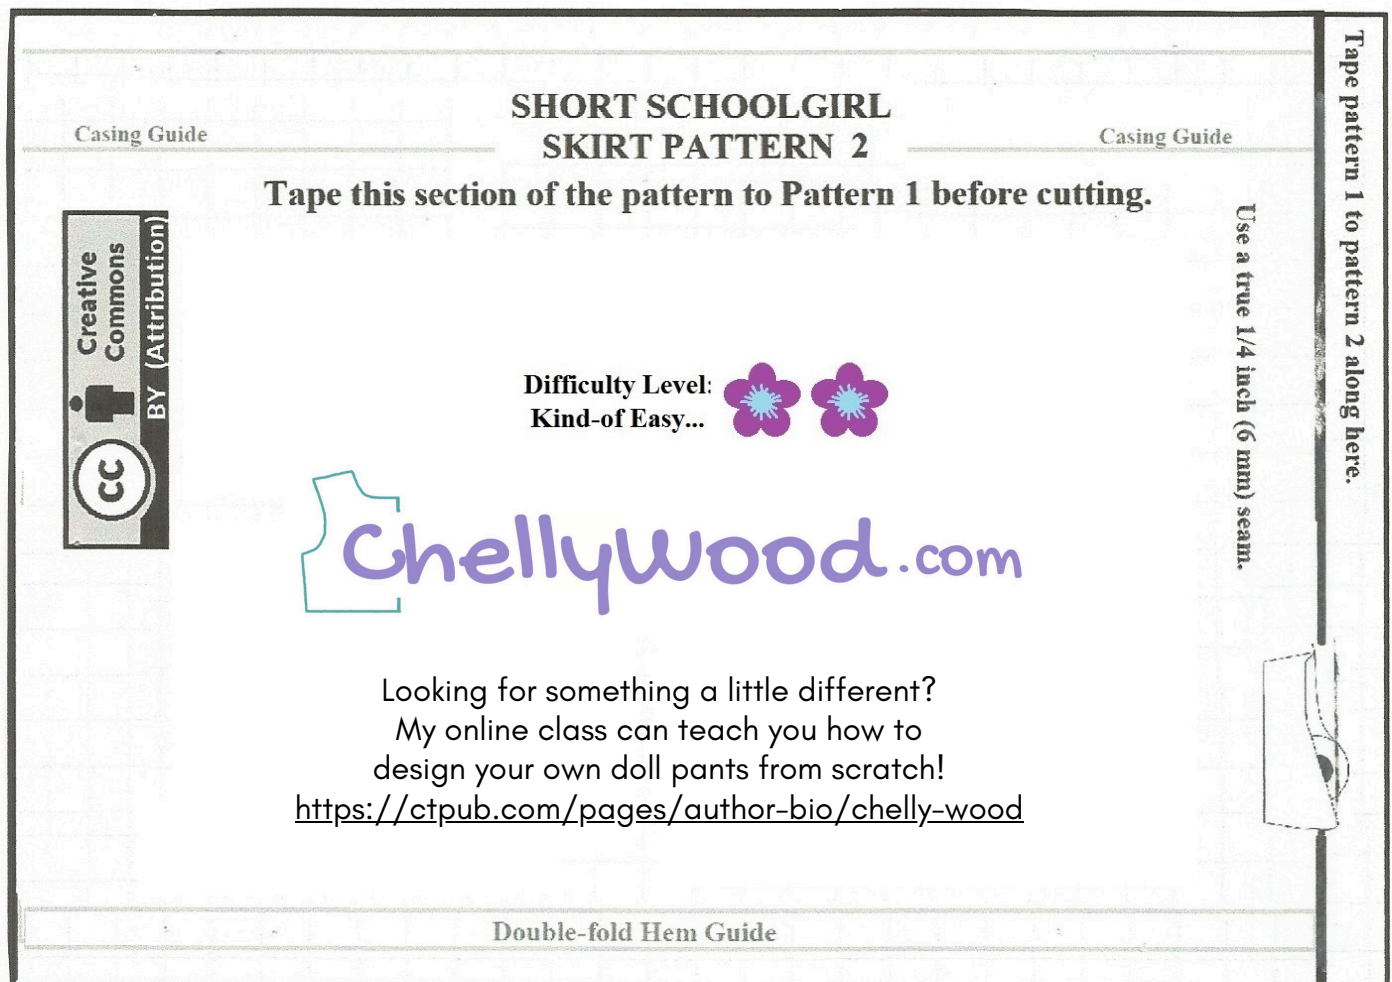 SHORT SCHOOLGIRL
SKIRT PATTERN 2
Casing Guide
Casing Guide
Tape this section of the pattern to Pattern 1 before cutting.
Creative
Commons
BY (Attribution)
cc
Use a true 1/4 inch (6 mm) seam.
Tape pattern 1 to pattern 2 along here.
Difficulty Level:
Kind-of Easy...
ChellyWood.com
Looking for something a little different?
My online class can teach you how to
design your own doll pants from scratch!
https://ctpub.com/pages/author-bio/chelly-wood
Double-fold Hem Guide